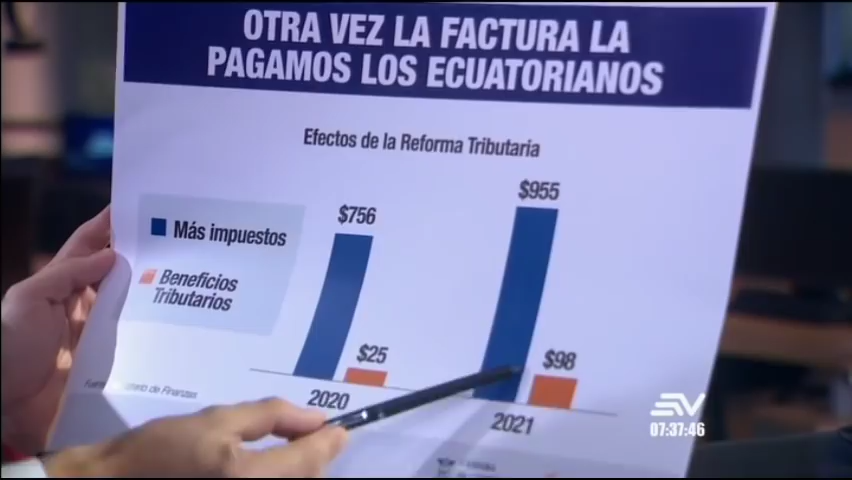 OTRA VEZ LA FACTURA LA
PAGAMOS LOS ECUATORIANOS
Efectos de la Reforma Tributaria
Más impuestos
Beneficios
Tributarios
$756
$25
2020
$955
$98
2021
de Finanzas
07:37:46